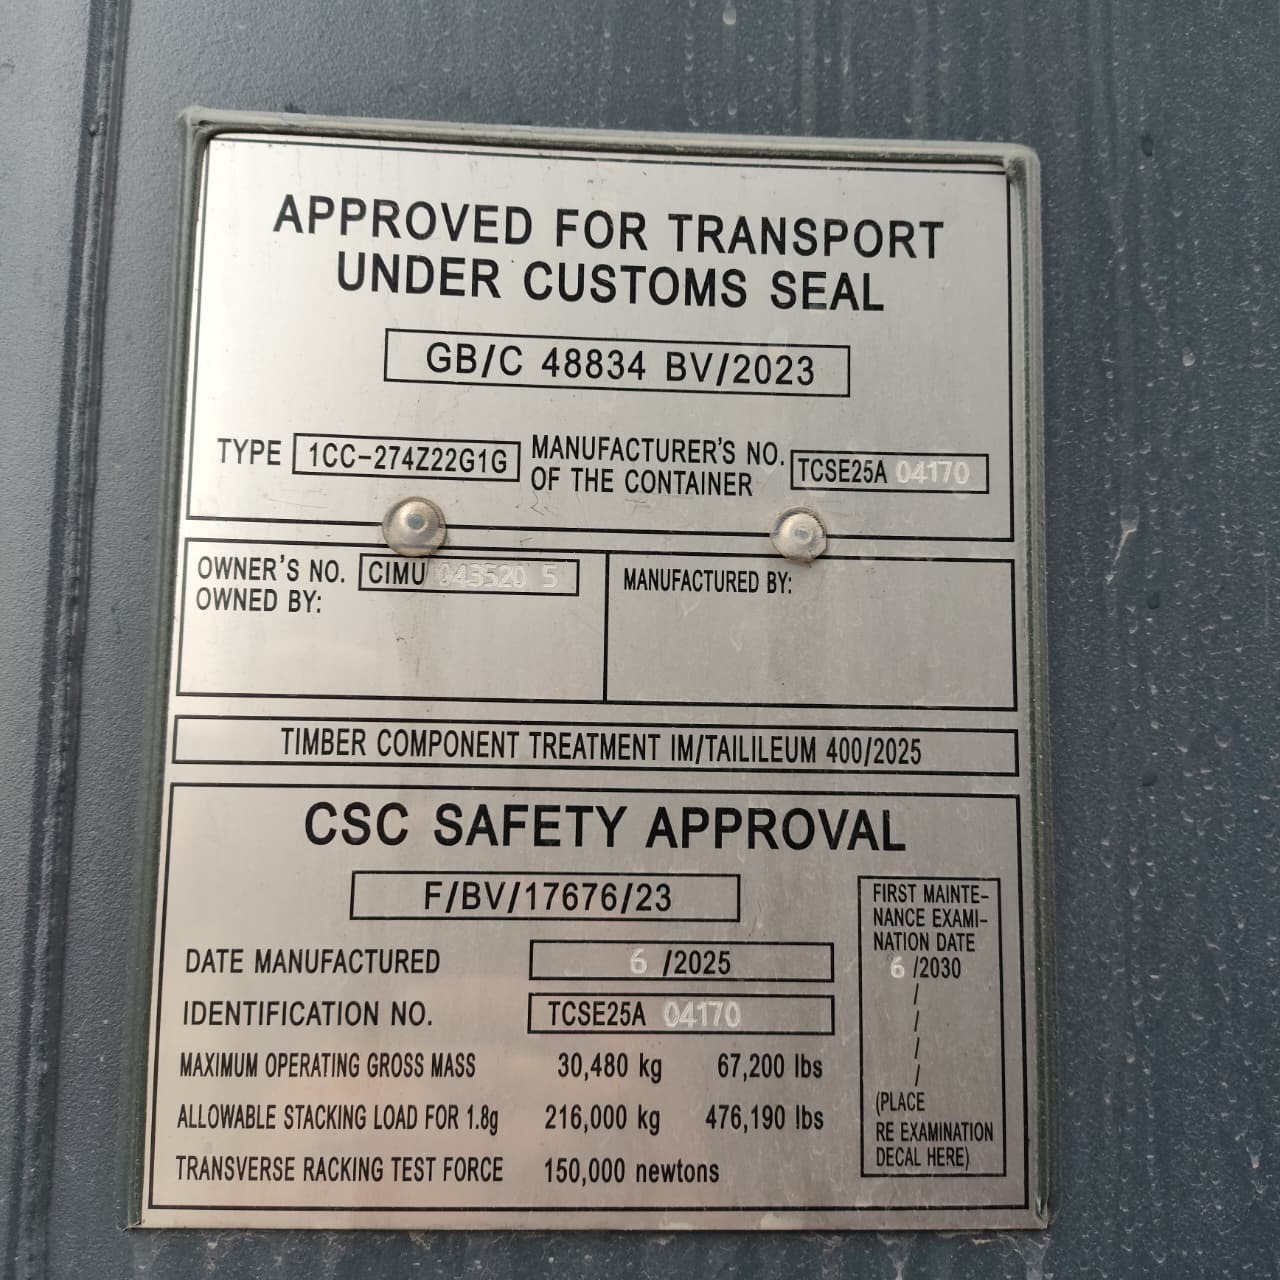 APPROVED FOR TRANSPORT
UNDER CUSTOMS SEAL
GB/C 48834 BV/2023
TYPE 1CC-274Z22G1G MANUFACTURER'S NO. OF THE CONTAINER TCSE25A 04170
OWNER'S NO. CIMU 043520 5
OWNED BY:
MANUFACTURED BY:
TIMBER COMPONENT TREATMENT IM/TAILILEUM 400/2025
CSC SAFETY APPROVAL
F/BV/17676/23
DATE MANUFACTURED 6 /2025
IDENTIFICATION NO. TCSE25A 04170
MAXIMUM OPERATING GROSS MASS 30,480 kg 67,200 lbs
ALLOWABLE STACKING LOAD FOR 1.8g 216,000 kg 476,190 lbs
TRANSVERSE RACKING TEST FORCE 150,000 newtons
FIRST MAINTE-
NANCE EXAMI-
NATION DATE
6 /2030
/
/
/
/
(PLACE
RE EXAMINATION
DECAL HERE)